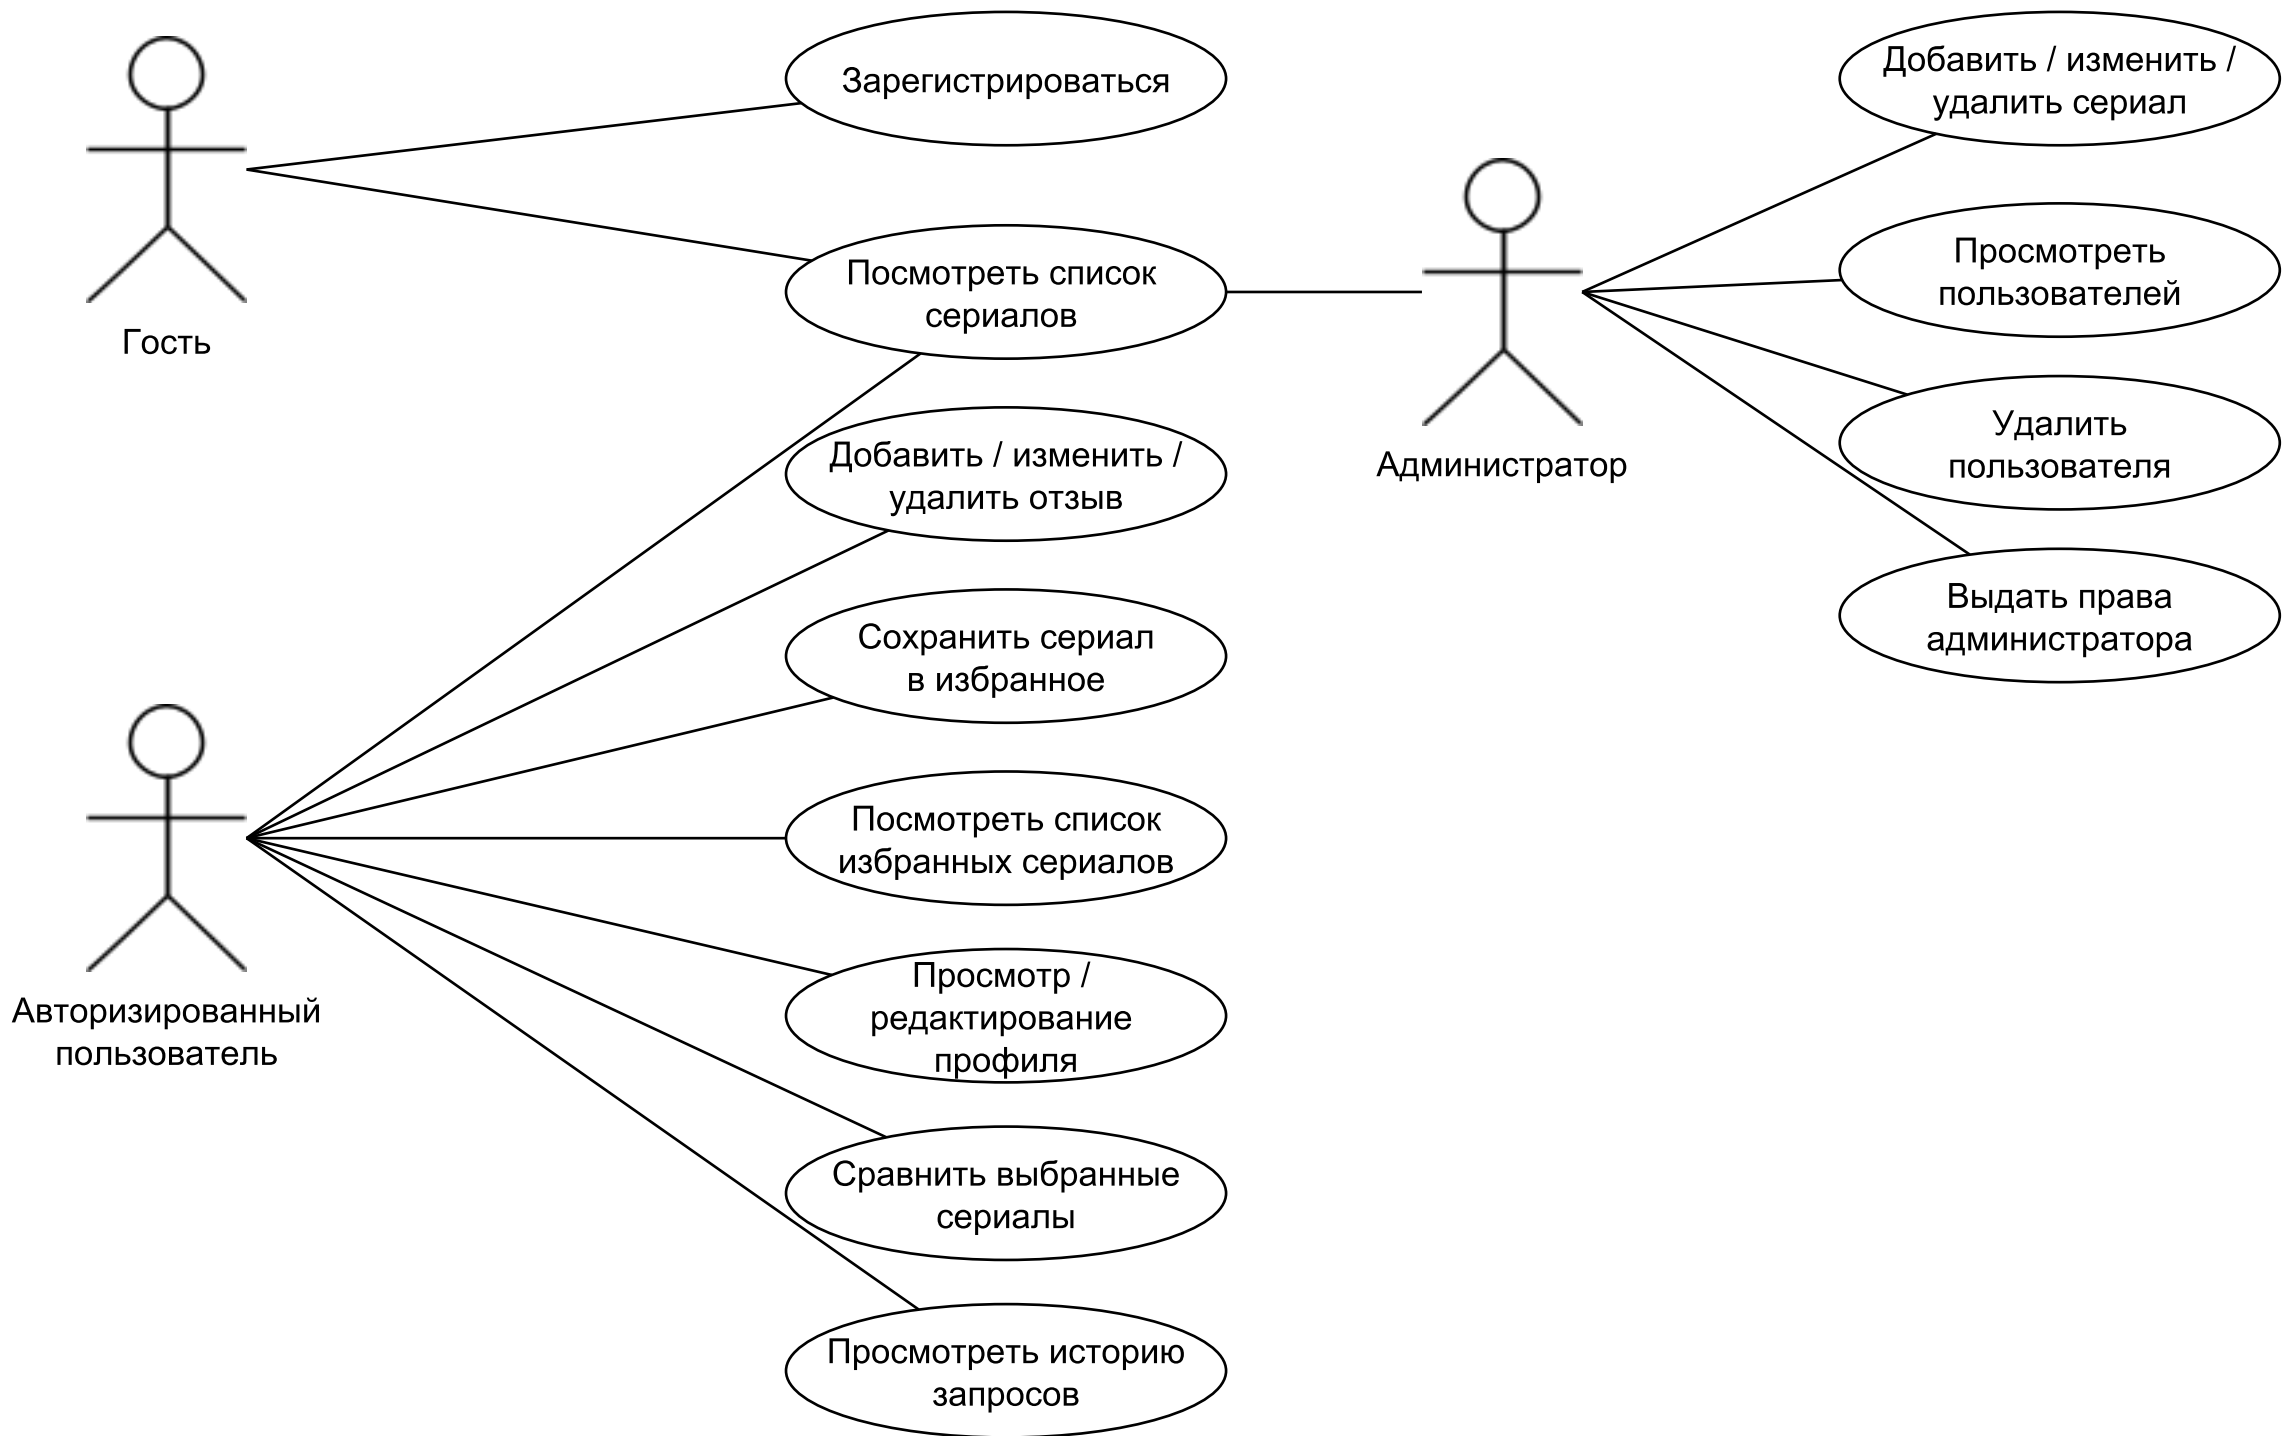 Гость
Зарегистрироваться
Посмотреть список
сериалов
Добавить / изменить /
удалить отзыв
Сохранить сериал
в избранное
Посмотреть список
избранных сериалов
Просмотр /
редактирование
профиля
Сравнить выбранные
сериалы
Просмотреть историю
запросов
Авторизированный
пользователь
Администратор
Добавить / изменить /
удалить сериал
Просмотреть
пользователей
Удалить
пользователя
Выдать права
администратора